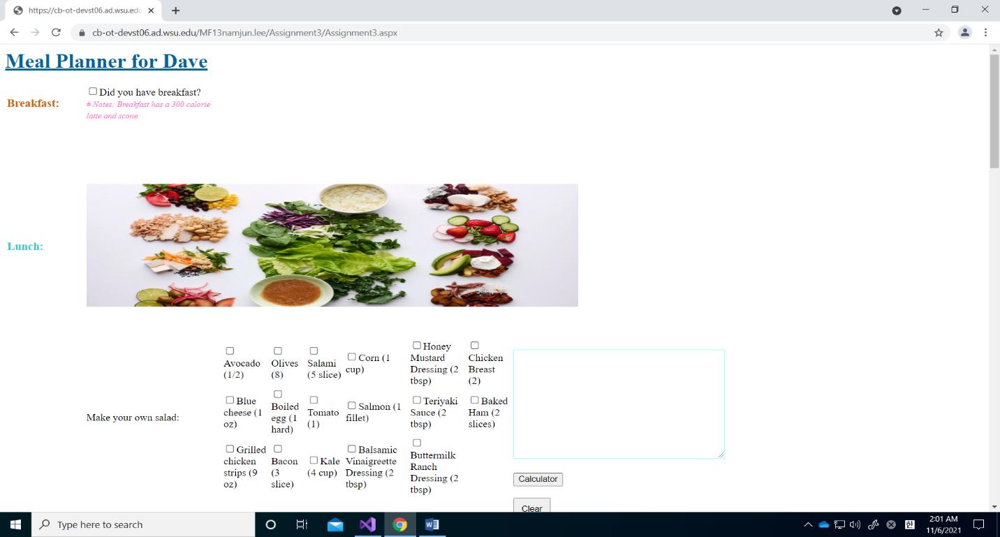 https://cb-ot-devst06.ad.wsu.edu
cb-ot-devst06.ad.wsu.edu/MF13namjun.lee/Assignment3/Assignment3.aspx
Meal Planner for Dave
Breakfast:
Did you have breakfast?
# Notes: Breakfast has a 300 calorie
latte and scone
Lunch:
Make your own salad:
Avocado
(1/2)
Olives
(8)
Salami
(5 slice)
Corn (1
cup)
Honey
Mustard
Dressing (2
tbsp)
Chicken
Breast
(2)
Blue
cheese (1
oz)
Boiled
egg (1
hard)
Tomato
(1)
Salmon (1
fillet)
Teriyaki
Sauce (2
tbsp)
Baked
Ham (2
slices)
Grilled
chicken
strips (9
oz)
Bacon
(3
slice)
Kale
(4 cup)
Balsamic
Vinaigreette
Dressing (2
tbsp)
Buttermilk
Ranch
Dressing (2
tbsp)
Calculator
Clear
Type here to search
한
2:01 AM
11/6/2021